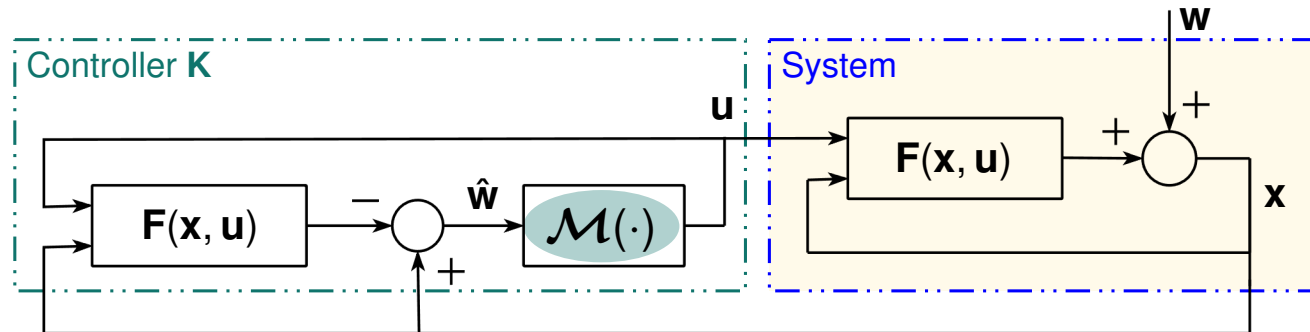 w
Controller K
System
+
u
+
F(x, u)
x
−
ŵ
F(x, u)
M(·)
+